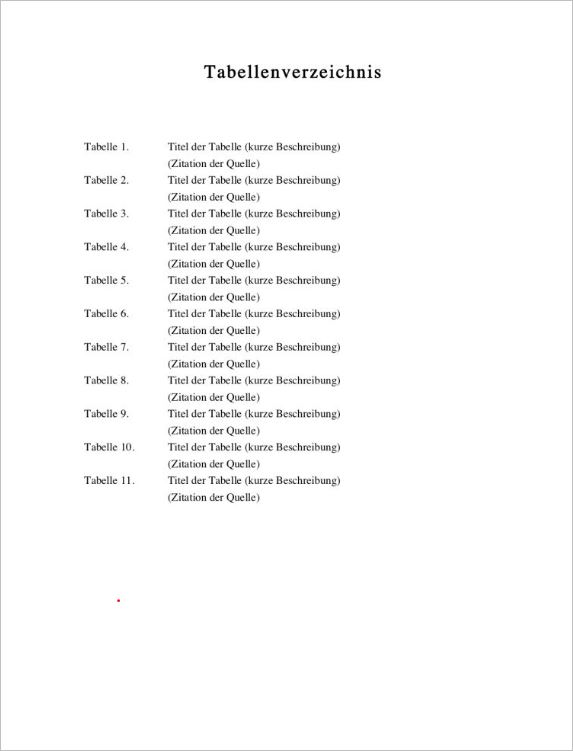 Tabellenverzeichnis
Tabelle 1. Titel der Tabelle (kurze Beschreibung)
(Zitation der Quelle)
Tabelle 2. Titel der Tabelle (kurze Beschreibung)
(Zitation der Quelle)
Tabelle 3. Titel der Tabelle (kurze Beschreibung)
(Zitation der Quelle)
Tabelle 4. Titel der Tabelle (kurze Beschreibung)
(Zitation der Quelle)
Tabelle 5. Titel der Tabelle (kurze Beschreibung)
(Zitation der Quelle)
Tabelle 6. Titel der Tabelle (kurze Beschreibung)
(Zitation der Quelle)
Tabelle 7. Titel der Tabelle (kurze Beschreibung)
(Zitation der Quelle)
Tabelle 8. Titel der Tabelle (kurze Beschreibung)
(Zitation der Quelle)
Tabelle 9. Titel der Tabelle (kurze Beschreibung)
(Zitation der Quelle)
Tabelle 10. Titel der Tabelle (kurze Beschreibung)
(Zitation der Quelle)
Tabelle 11. Titel der Tabelle (kurze Beschreibung)
(Zitation der Quelle)